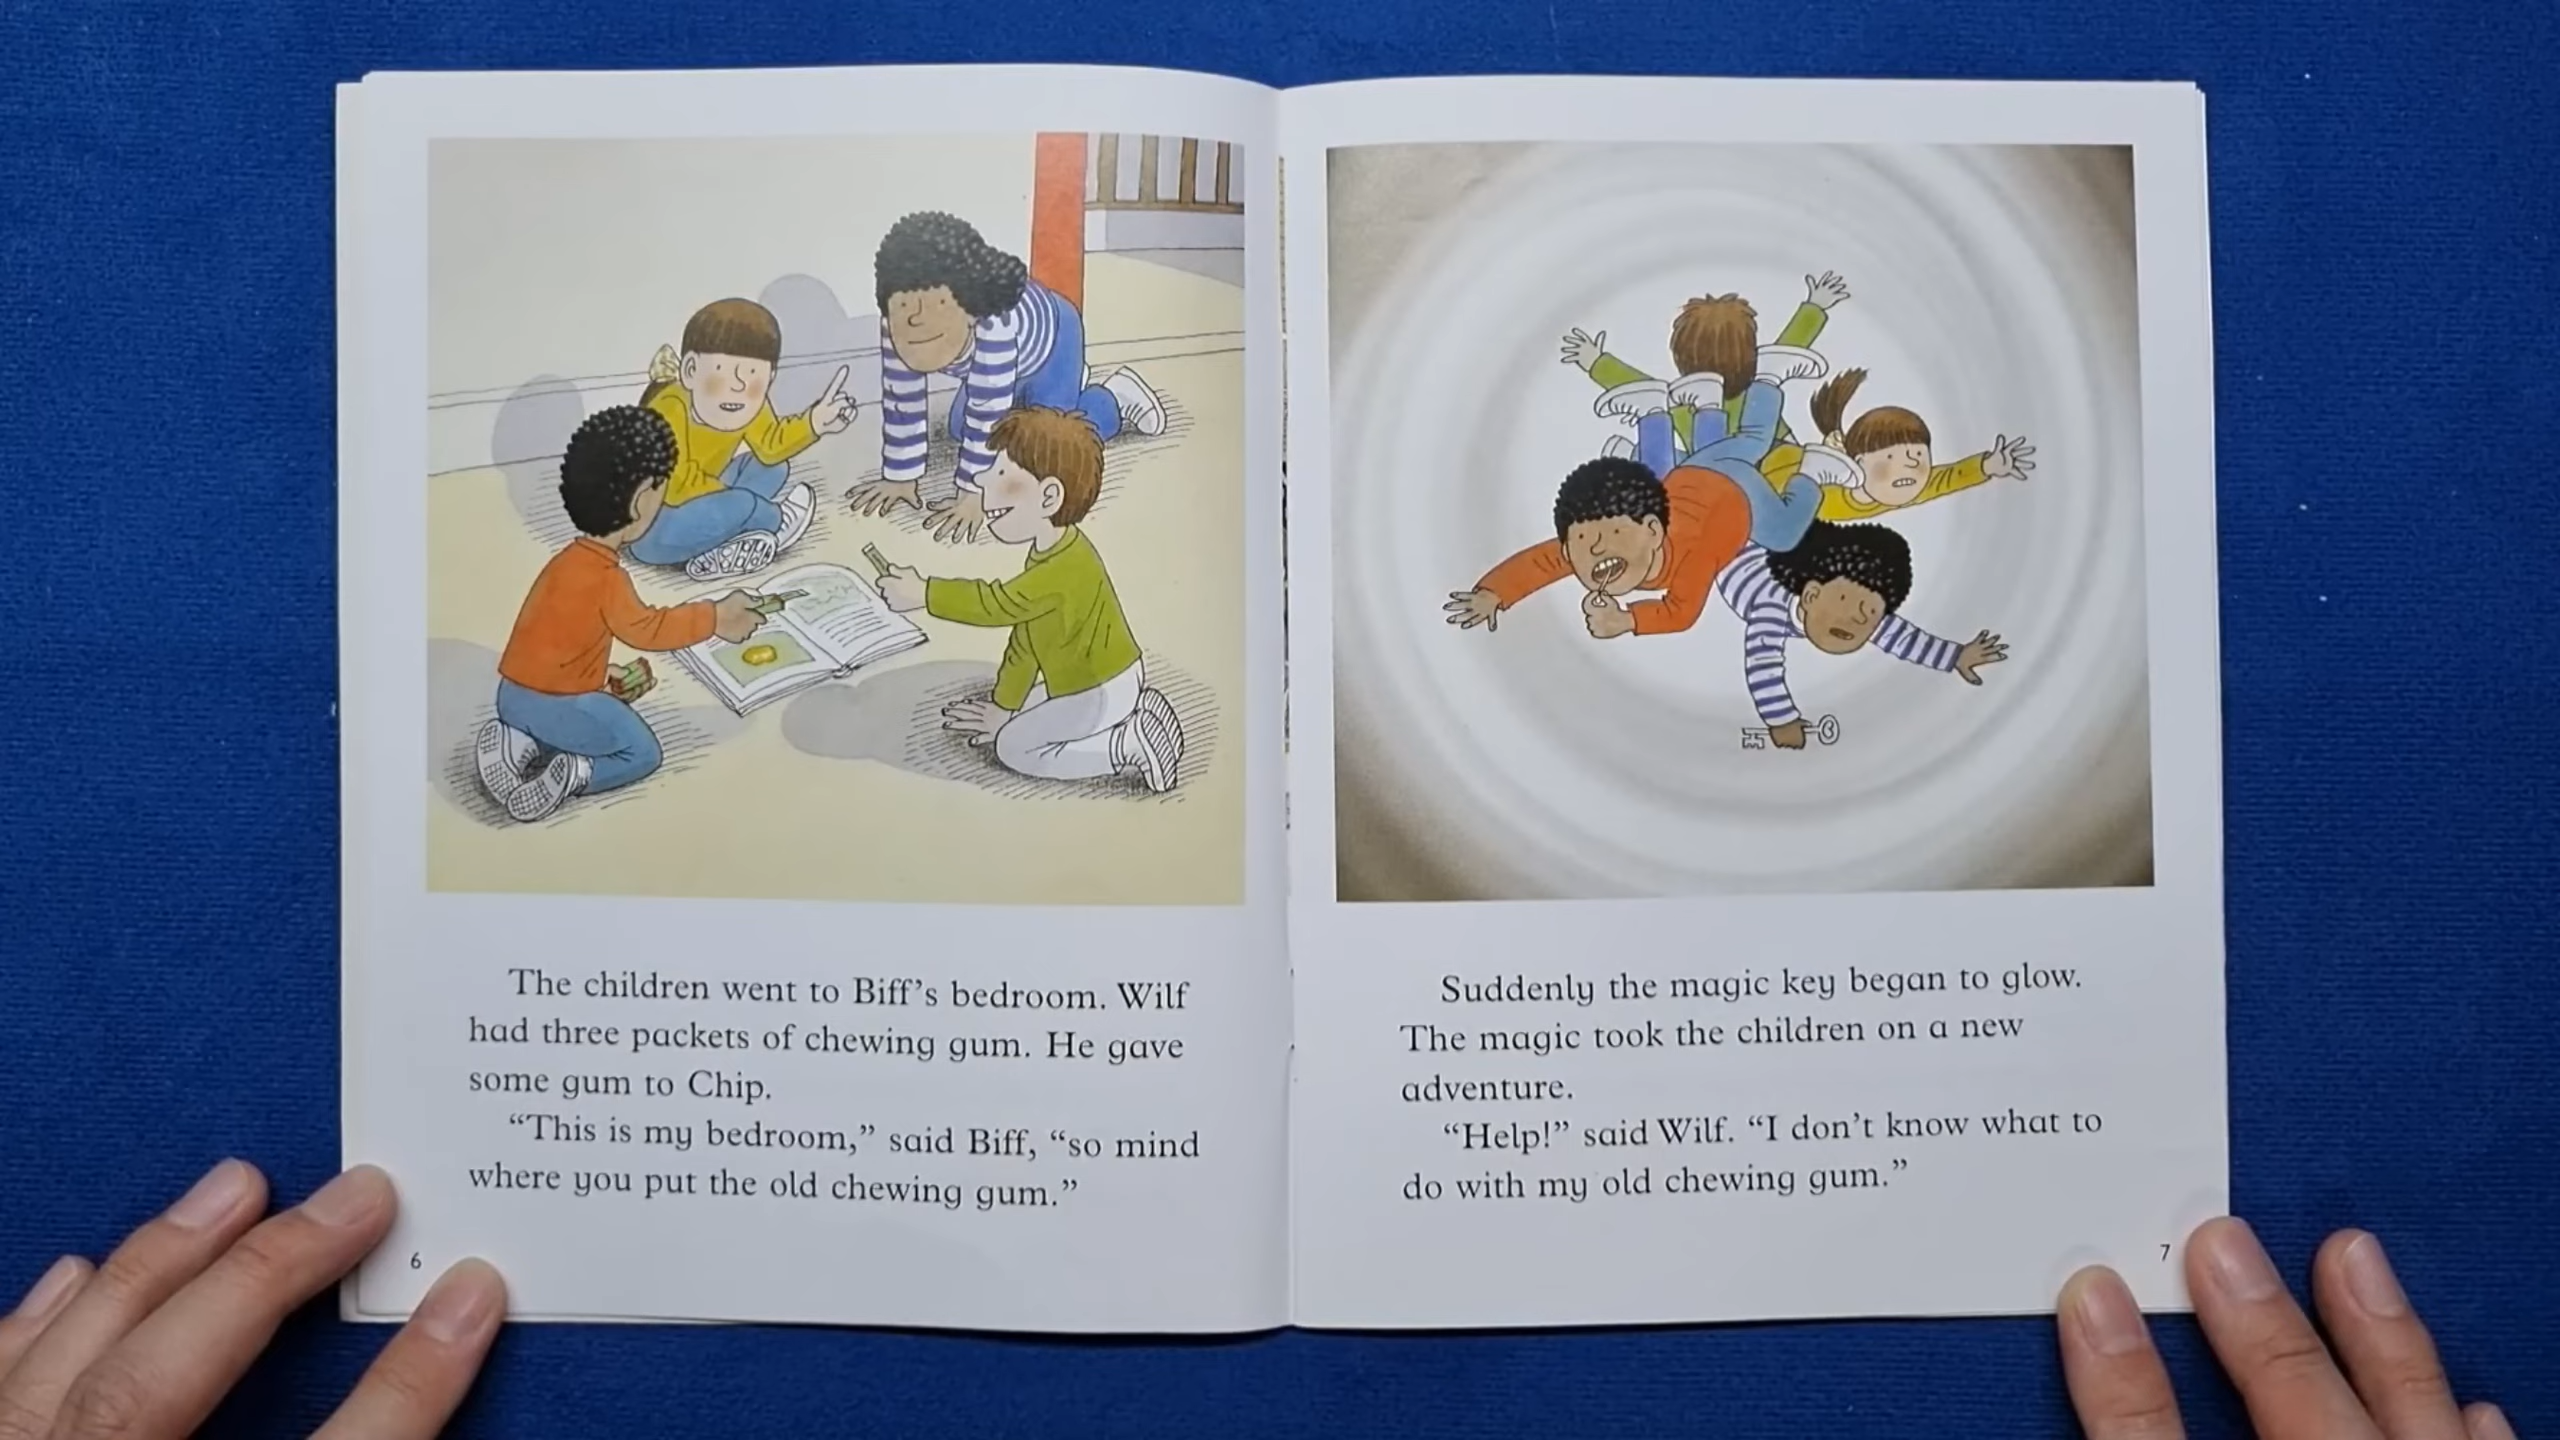 The children went to Biff’s bedroom. Wilf
had three packets of chewing gum. He gave
some gum to Chip.
“This is my bedroom,” said Biff, “so mind
where you put the old chewing gum.”
6
Suddenly the magic key began to glow.
The magic took the children on a new
adventure.
“Help!” said Wilf. “I don’t know what to
do with my old chewing gum.”
7